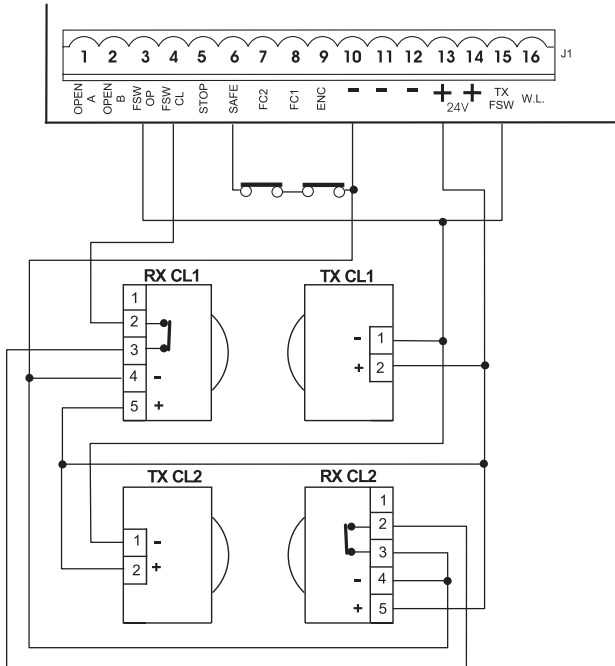 1 2 3 4 5 6 7 8 9 10 11 12 13 14 15 16 J1
OPEN A
OPEN B
FSW OP
FSW CL
STOP
SAFE
FC2
FC1
ENC
- - - + +
24V
TX FSW
W.L.
RX CL1
1
2
3
4 -
5 +
TX CL1
- 1
+ 2
TX CL2
1 -
2 +
RX CL2
1
2
3
- 4
+ 5